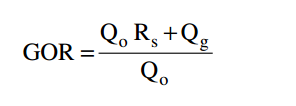 GOR = (Q_o R_s + Q_g) / Q_o